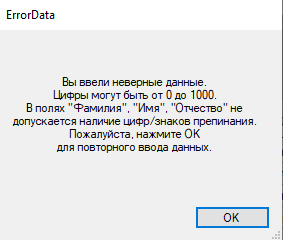 ErrorData
Вы ввели неверные данные.
Цифры могут быть от 0 до 1000.
В полях "Фамилия", "Имя", "Отчество" не
допускается наличие цифр/знаков препинания.
Пожалуйста, нажмите ОК
для повторного ввода данных.
OK